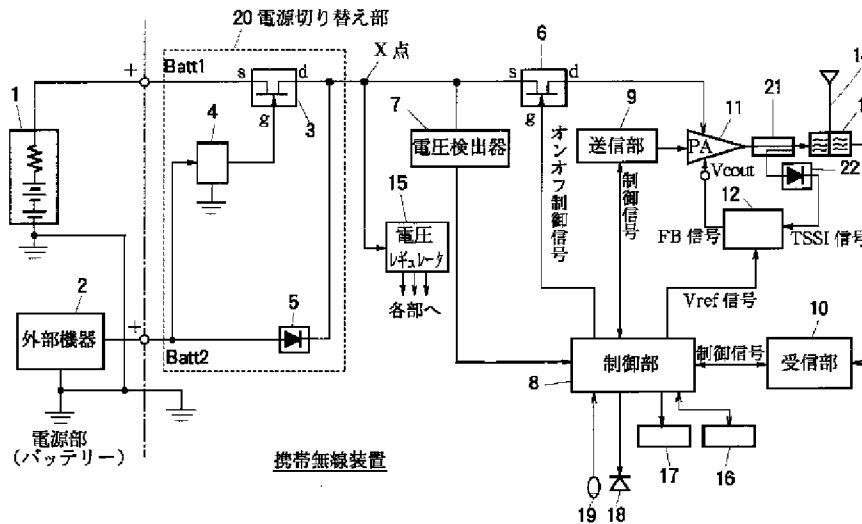 20 電源切り替え部
Batt1
X 点
s
d
g
3
4
1
+
6
s
d
g
7
電圧検出器
15
電圧
レギュレータ
各部へ
オンオフ制御信号
9
送信部
制御信号
11
PA
Vcout
21
14
22
12
FB 信号
TSSI 信号
Vref 信号
2
外部機器
+
Batt2
5
電源部
(バッテリー)
制御部
8
制御信号
10
受信部
17
16
19
18
携帯無線装置